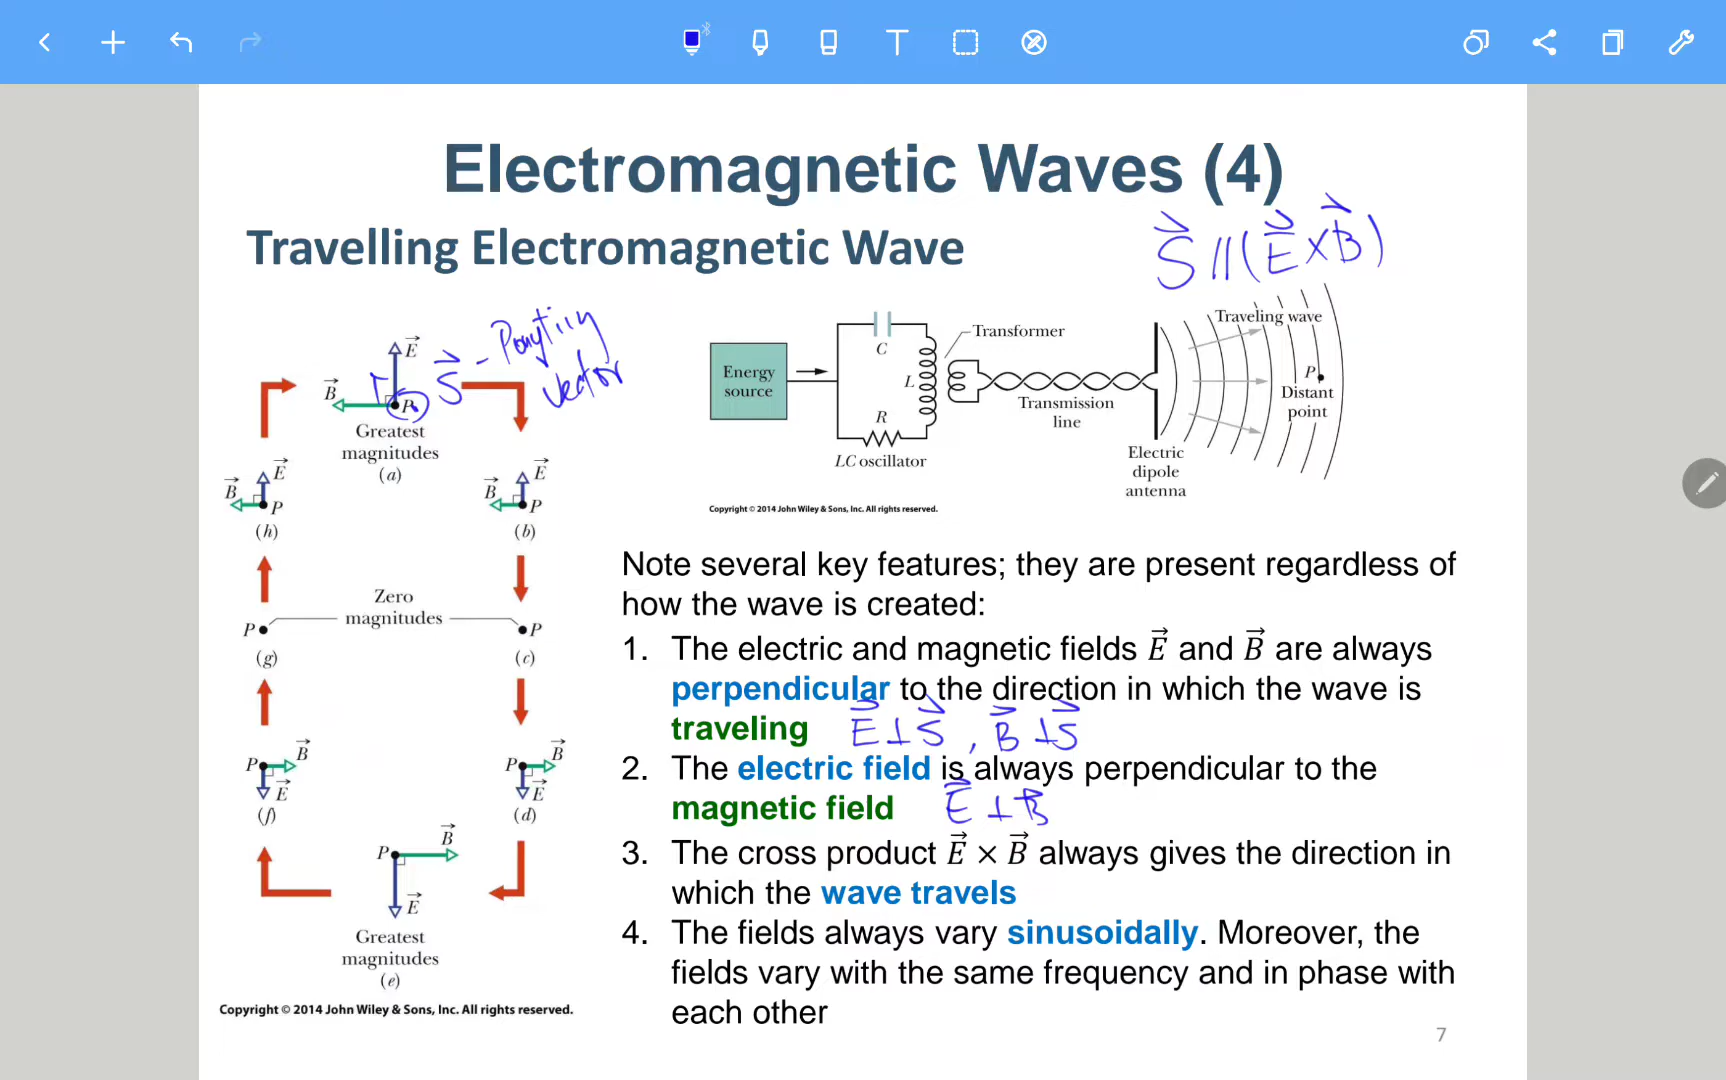 Electromagnetic Waves (4)
Travelling Electromagnetic Wave
S⃗ || (E⃗ × B⃗)
E⃗
S⃗ - Poynting
vector
B⃗
P
Greatest
magnitudes
(a)
B⃗ E⃗
P
(h)
B⃗ E⃗
P
(b)
Zero
magnitudes
P
(g)
P
(c)
P B⃗
E⃗
(f)
P B⃗
E⃗
(d)
P B⃗
E⃗
Greatest
magnitudes
(e)
Copyright © 2014 John Wiley & Sons, Inc. All rights reserved.
Energy
source
C
L
R
LC oscillator
Transformer
Transmission
line
Electric
dipole
antenna
Traveling wave
P
Distant
point
Copyright © 2014 John Wiley & Sons, Inc. All rights reserved.
Note several key features; they are present regardless of
how the wave is created:
1. The electric and magnetic fields E⃗ and B⃗ are always
perpendicular to the direction in which the wave is
traveling E⃗ ⊥ S⃗ , B⃗ ⊥ S⃗
2. The electric field is always perpendicular to the
magnetic field E⃗ ⊥ B⃗
3. The cross product E⃗ × B⃗ always gives the direction in
which the wave travels
4. The fields always vary sinusoidally. Moreover, the
fields vary with the same frequency and in phase with
each other
7